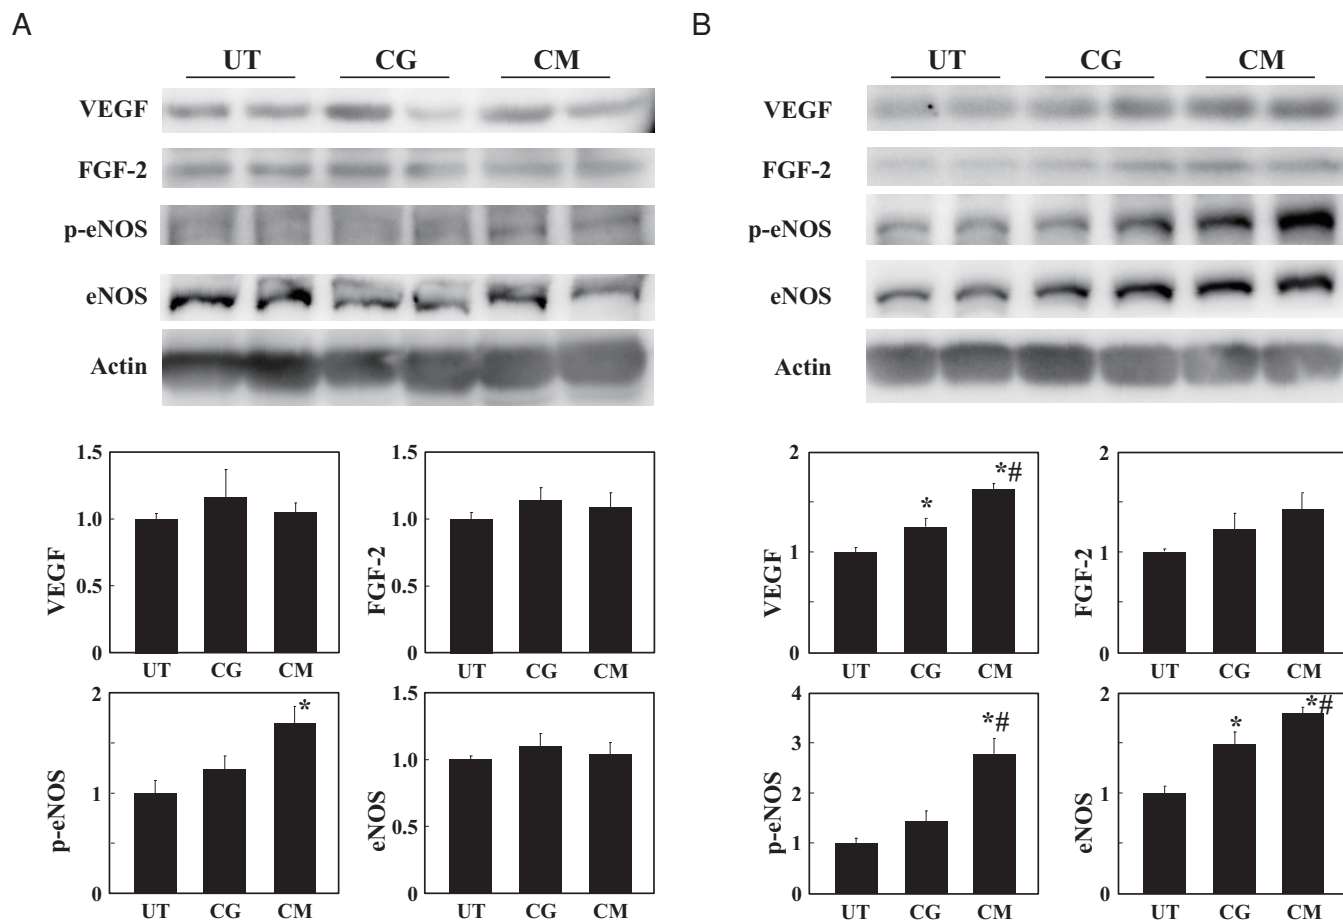 A
UT CG CM
VEGF
FGF-2
p-eNOS
eNOS
Actin
1.5
1.0
0.5
0
VEGF
UT CG CM
1.5
1.0
0.5
0
FGF-2
UT CG CM
2
1
0
p-eNOS
*
UT CG CM
1.5
1.0
0.5
0
eNOS
UT CG CM
B
UT CG CM
VEGF
FGF-2
p-eNOS
eNOS
Actin
2
1
0
VEGF
*
*#
UT CG CM
2
1
0
FGF-2
UT CG CM
4
3
2
1
0
p-eNOS
*#
UT CG CM
2
1
0
eNOS
*
*#
UT CG CM